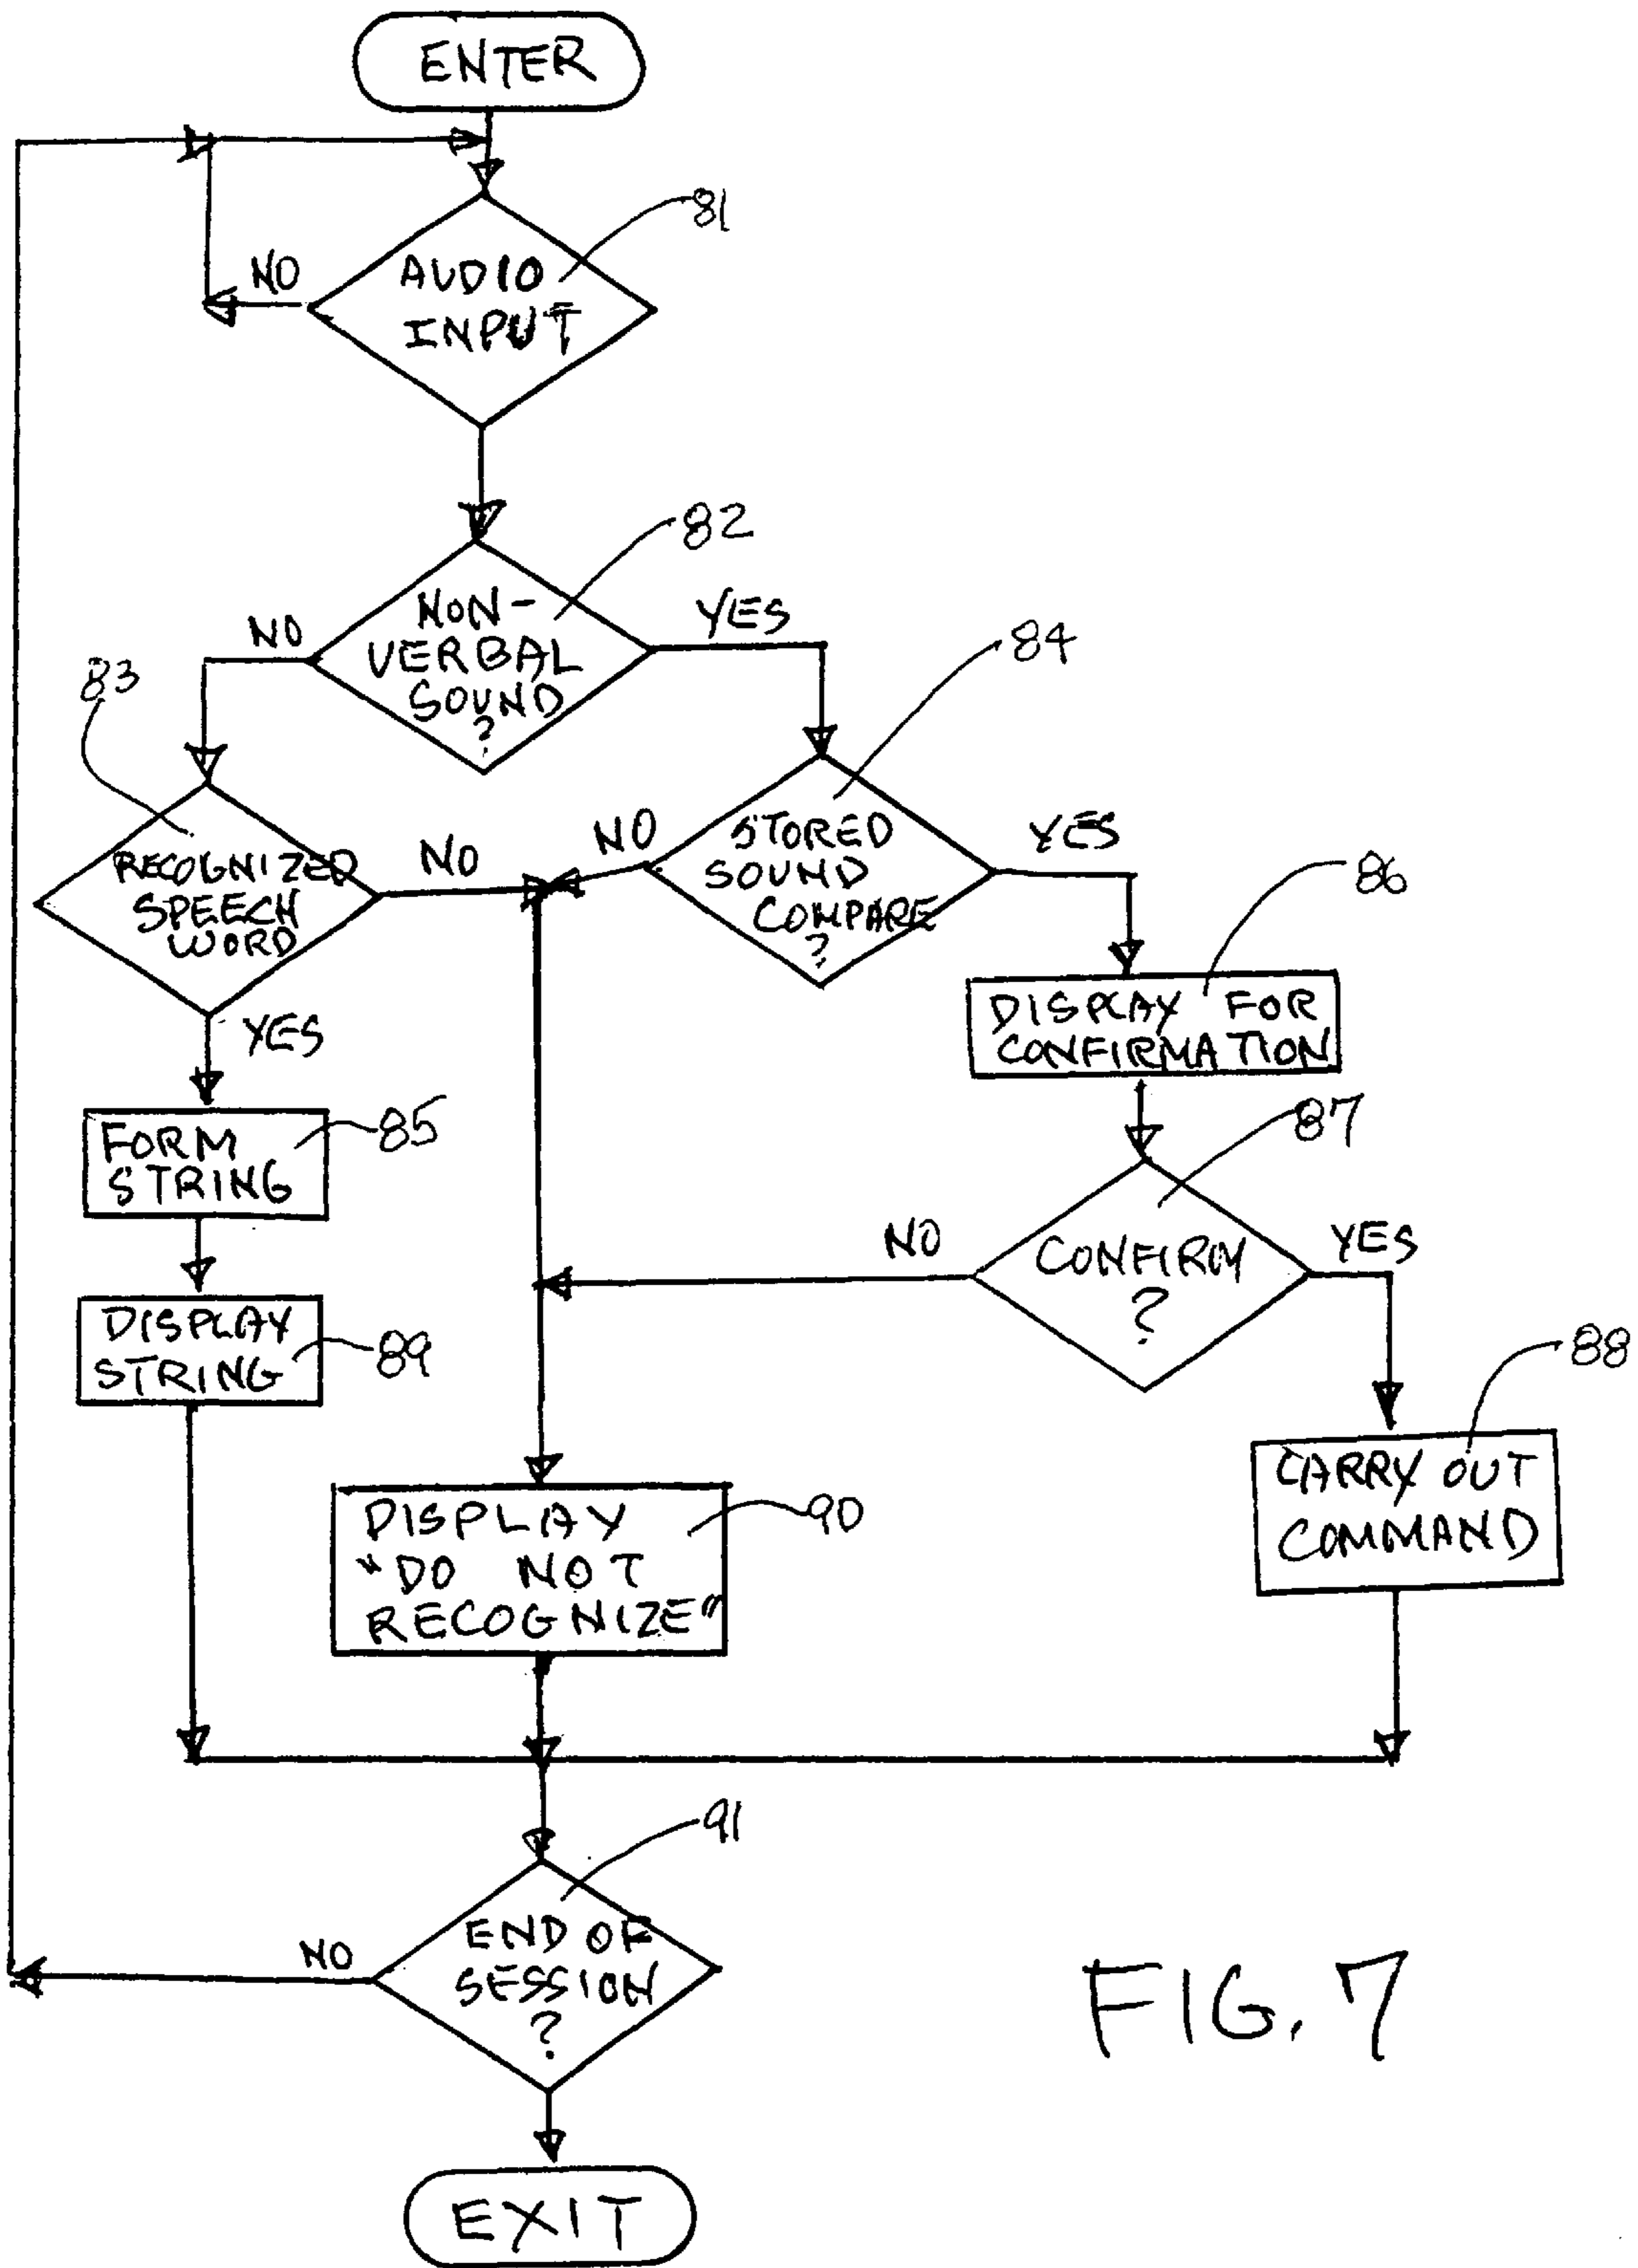 ENTER
81
NO
AUDIO
INPUT
82
NON-
VERBAL
SOUND
?
NO
YES
83
84
RECOGNIZED
SPEECH
WORD
NO
NO
STORED
SOUND
COMPARE
?
YES
86
YES
DISPLAY FOR
CONFIRMATION
FORM
STRING
85
87
NO
CONFIRM
?
YES
DISPLAY
STRING
89
88
CARRY OUT
COMMAND
DISPLAY
"DO NOT
RECOGNIZE"
90
91
NO
END OF
SESSION
?
FIG. 7
EXIT